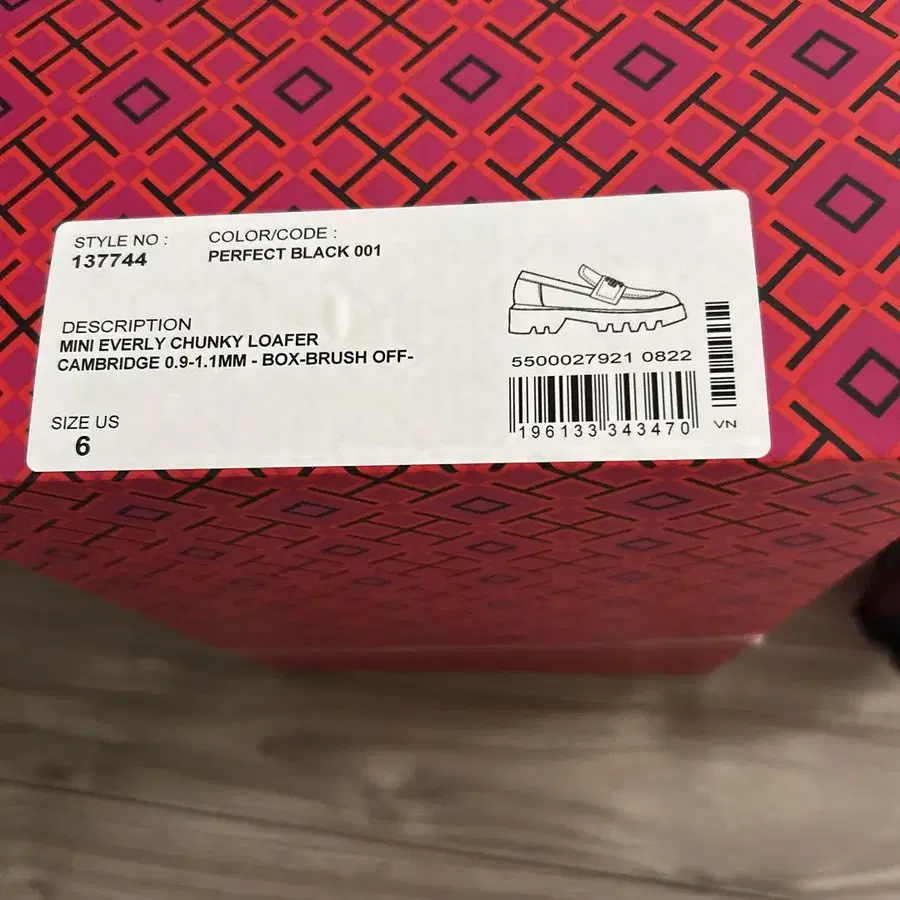 STYLE NO :
137744
COLOR/CODE :
PERFECT BLACK 001
DESCRIPTION
MINI EVERLY CHUNKY LOAFER
CAMBRIDGE 0.9-1.1MM - BOX-BRUSH OFF-
SIZE US
6
5500027921 0822
196133 343470
VN